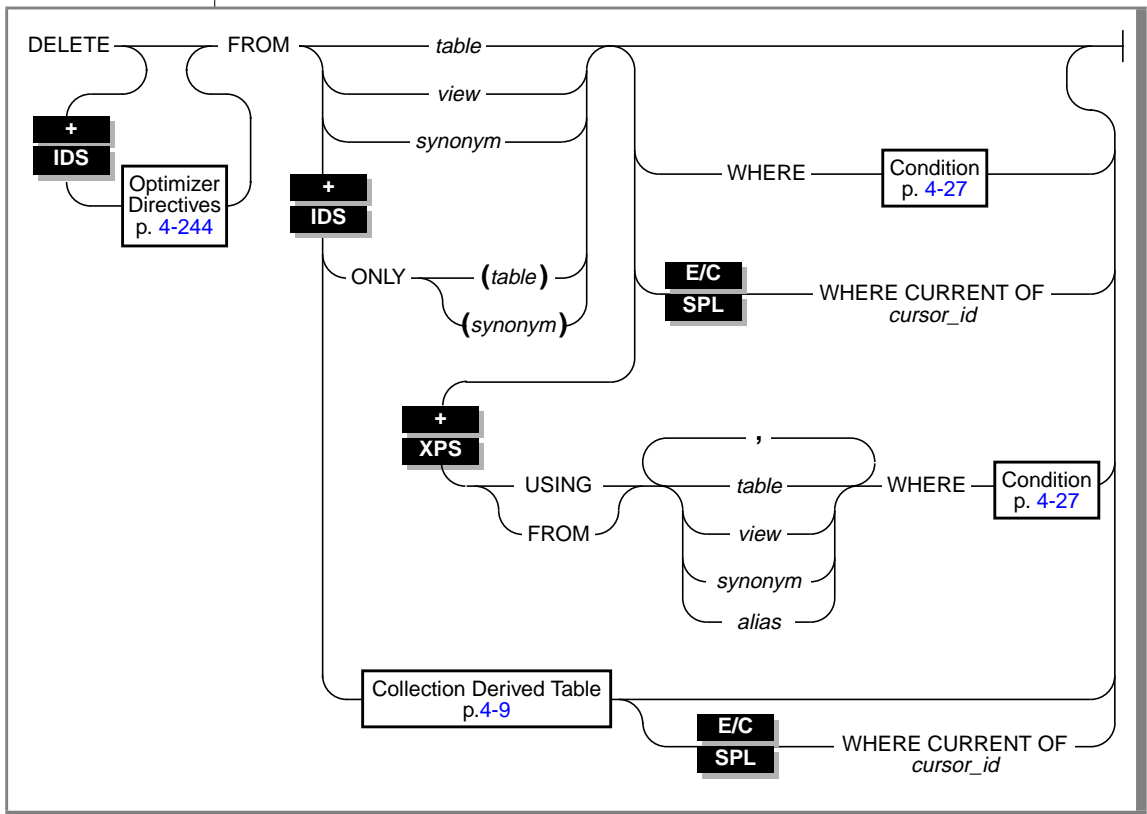 DELETE FROM table
view
synonym
+
IDS
Optimizer
Directives
p. 4-244
+
IDS
ONLY (table)
(synonym)
WHERE Condition
p. 4-27
E/C
SPL
WHERE CURRENT OF
cursor_id
+
XPS
,
USING table WHERE Condition
p. 4-27
FROM view
synonym
alias
Collection Derived Table
p.4-9
E/C
SPL
WHERE CURRENT OF
cursor_id